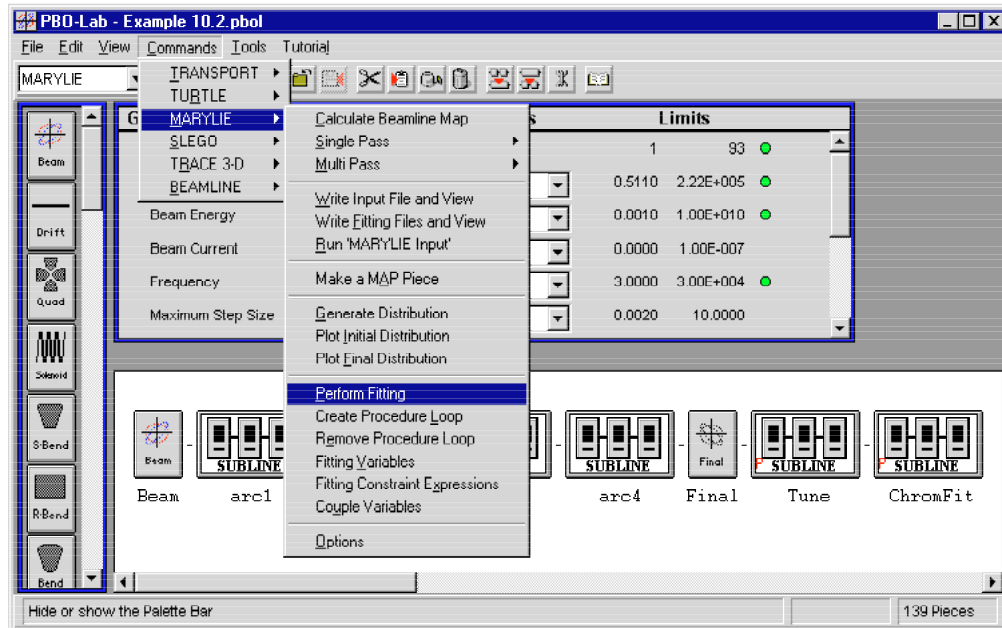 PBO-Lab - Example 10.2.pbol
File Edit View Commands Tools Tutorial
MARYLIE
TRANSPORT
TURTLE
MARYLIE
SLEGO
TRACE 3-D
BEAMLINE
Calculate Beamline Map
Single Pass
Multi Pass
Write Input File and View
Write Fitting Files and View
Run 'MARYLIE Input'
Make a MAP Piece
Generate Distribution
Plot Initial Distribution
Plot Final Distribution
Perform Fitting
Create Procedure Loop
Remove Procedure Loop
Fitting Variables
Fitting Constraint Expressions
Couple Variables
Options
G s Limits
1 93
0.5110 2.22E+005
Beam Energy 0.0010 1.00E+010
Beam Current 0.0000 1.00E-007
Frequency 3.0000 3.00E+004
Maximum Step Size 0.0020 10.0000
Beam
Drift
Quad
Solenoid
S-Bend
R-Bend
Bend
Beam SUBLINE SUBLINE Final P SUBLINE P SUBLINE
Beam arc1 arc4 Final Tune ChromFit
Hide or show the Palette Bar 139 Pieces